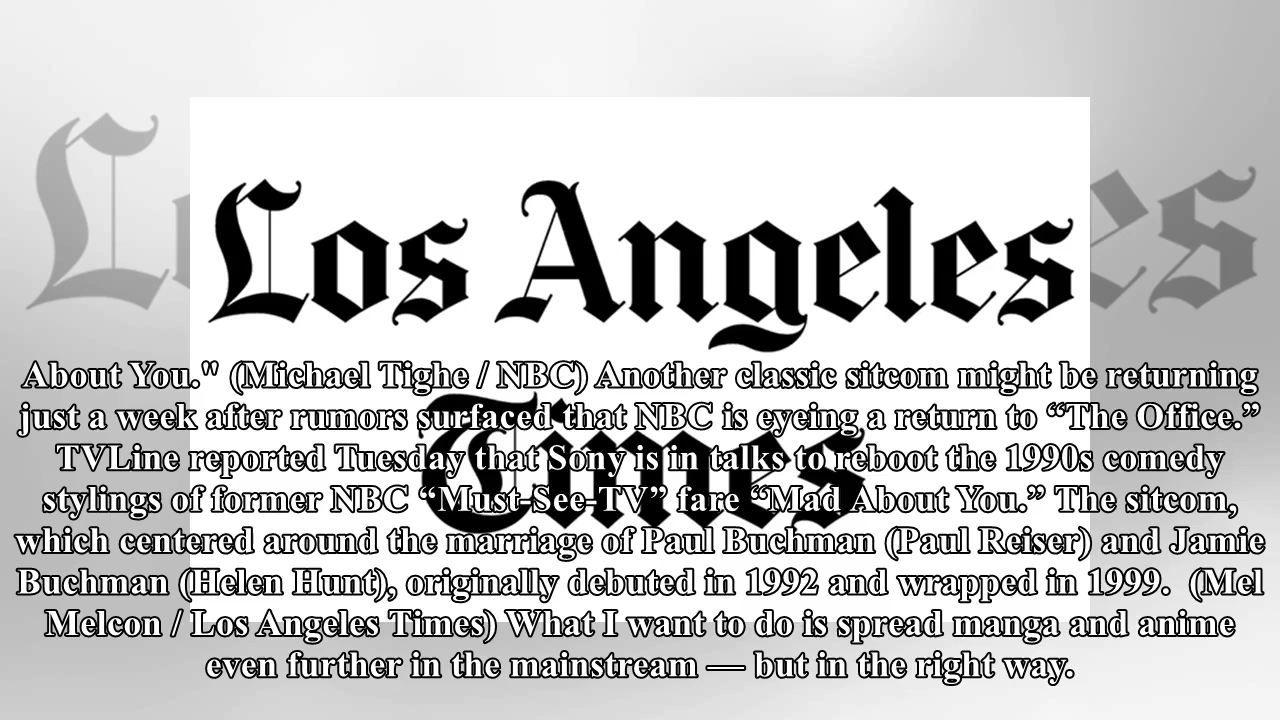 Los Angeles
Times
About You." (Michael Tighe / NBC) Another classic sitcom might be returning
just a week after rumors surfaced that NBC is eyeing a return to “The Office.”
TVLine reported Tuesday that Sony is in talks to reboot the 1990s comedy
stylings of former NBC “Must-See-TV” fare “Mad About You.” The sitcom,
which centered around the marriage of Paul Buchman (Paul Reiser) and Jamie
Buchman (Helen Hunt), originally debuted in 1992 and wrapped in 1999. (Mel
Melcon / Los Angeles Times) What I want to do is spread manga and anime
even further in the mainstream — but in the right way.